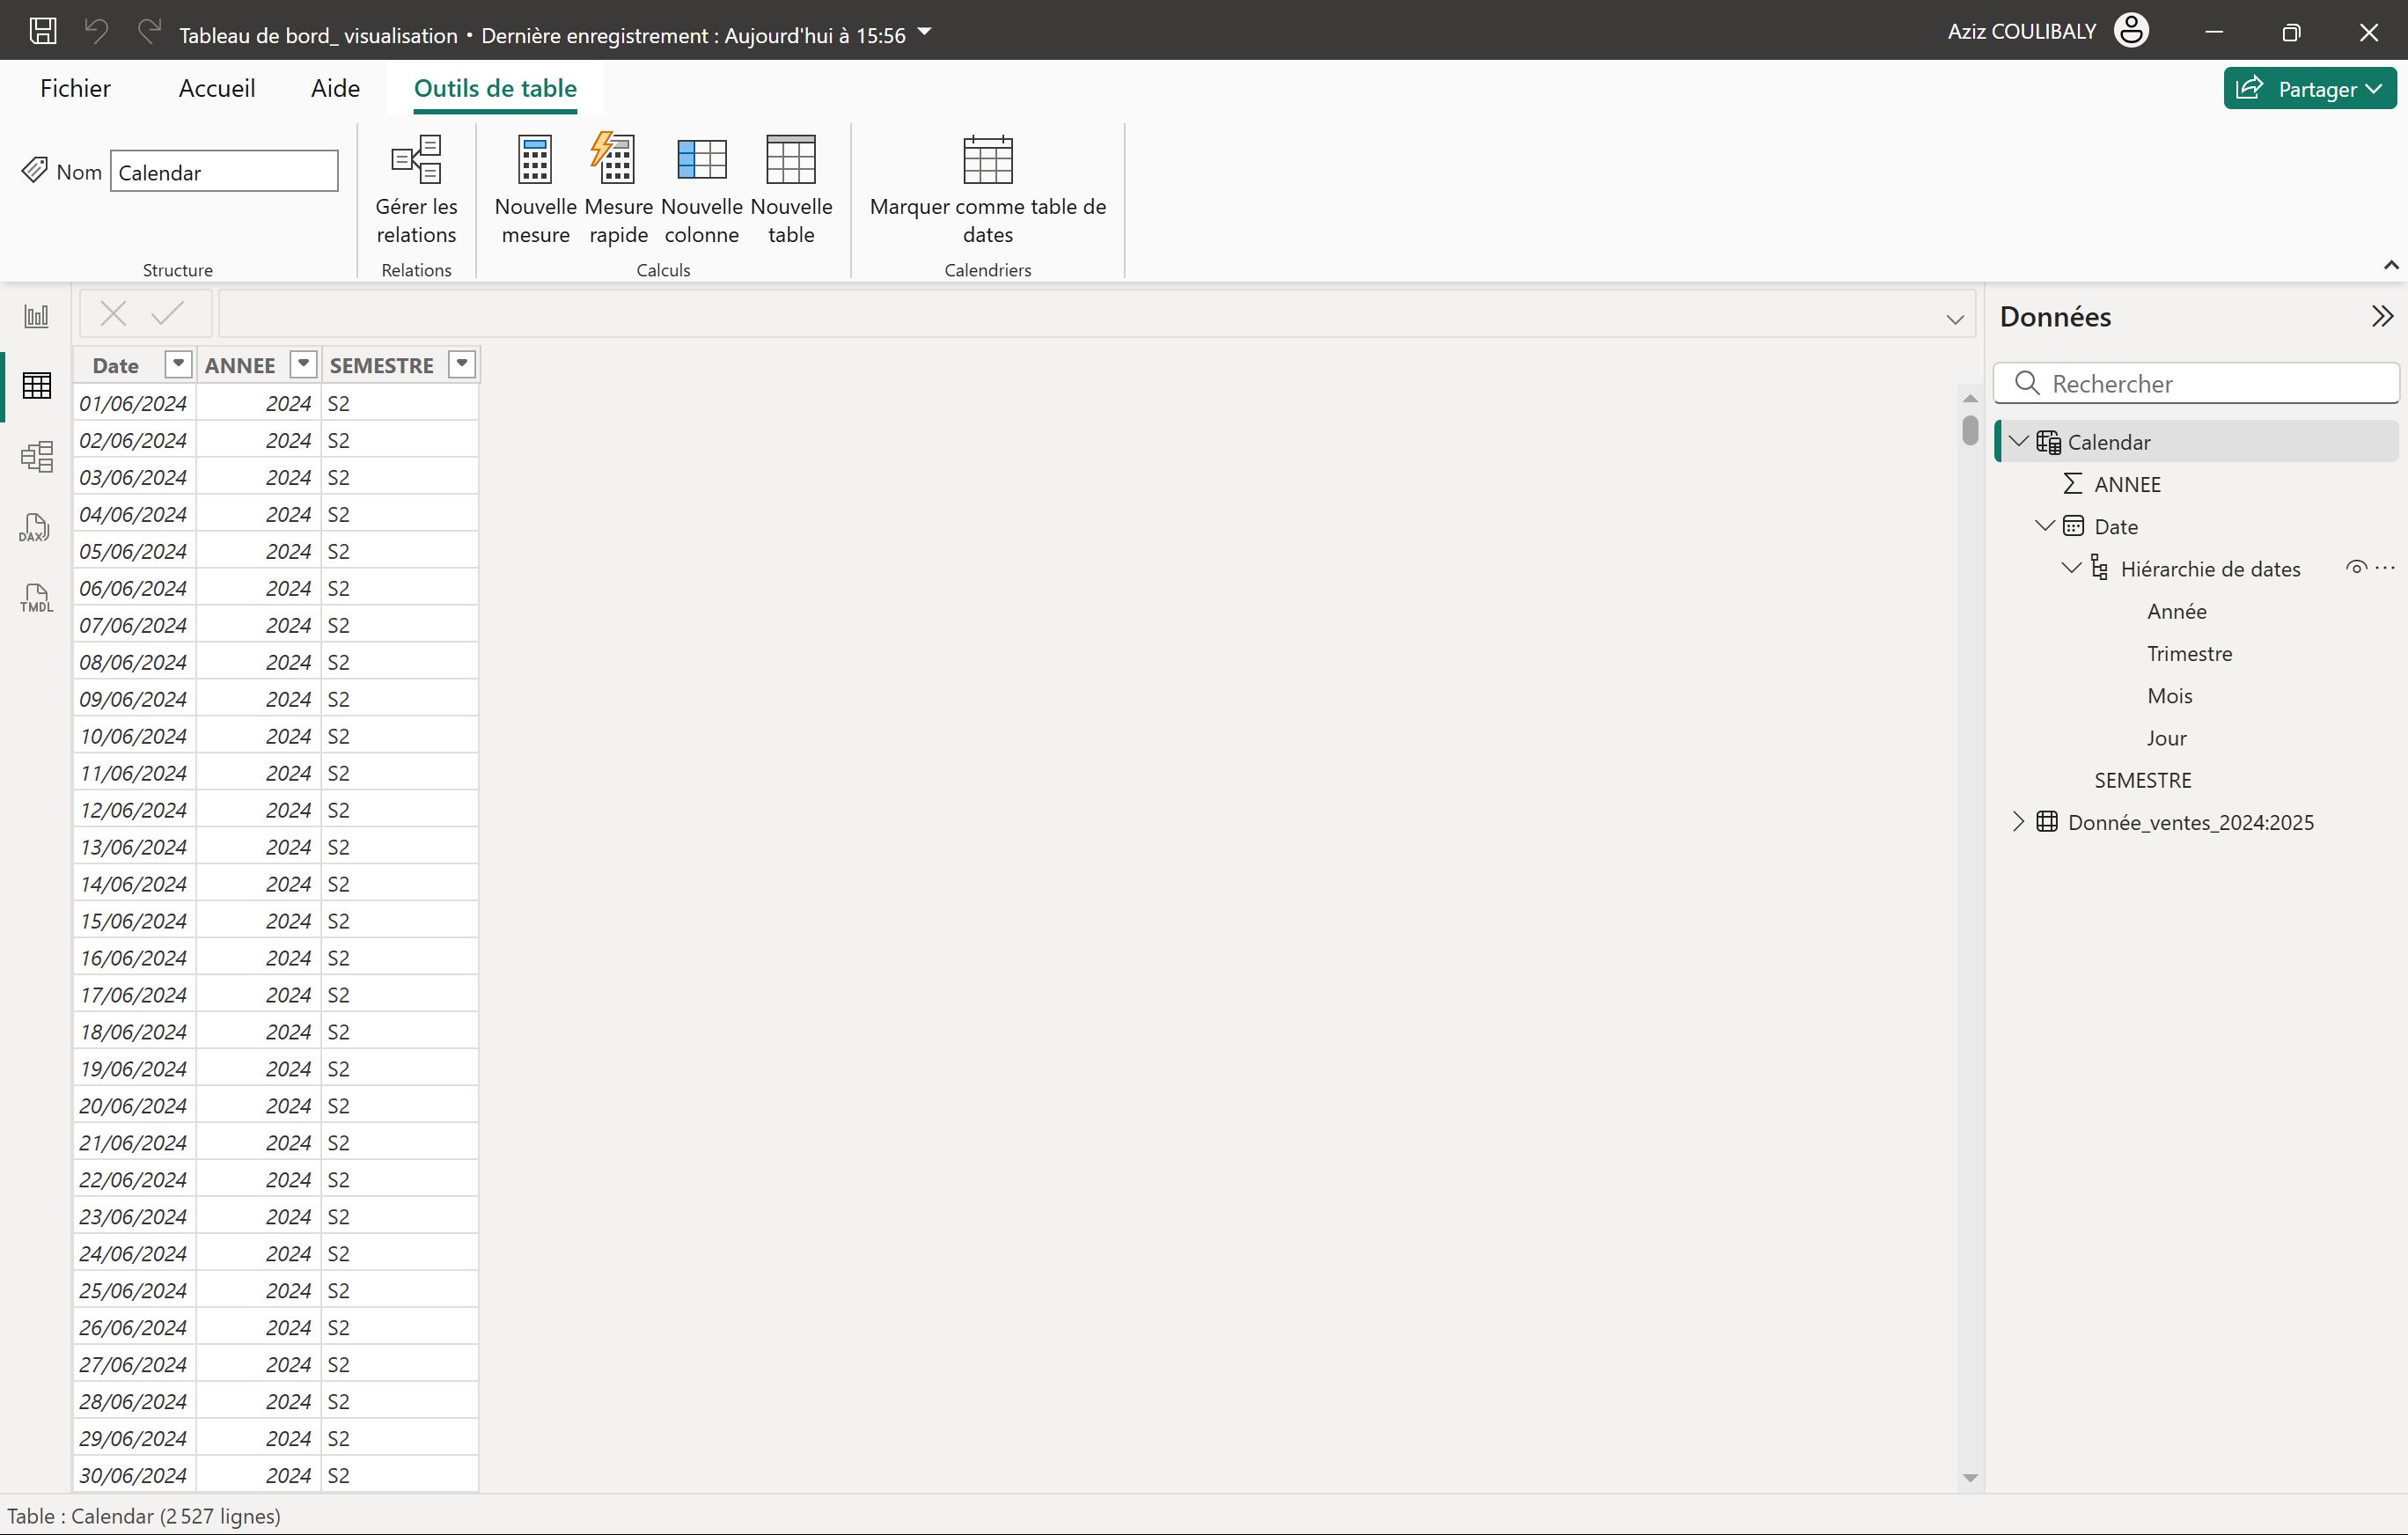 Tableau de bord_ visualisation • Dernière enregistrement : Aujourd'hui à 15:56
Aziz COULIBALY
Fichier Accueil Aide Outils de table
Partager
Nom Calendar
Gérer les relations
Nouvelle mesure
Mesure rapide
Nouvelle colonne
Nouvelle table
Marquer comme table de dates
Structure Relations Calculs Calendriers
Date ANNEE SEMESTRE
01/06/2024 2024 S2
02/06/2024 2024 S2
03/06/2024 2024 S2
04/06/2024 2024 S2
05/06/2024 2024 S2
06/06/2024 2024 S2
07/06/2024 2024 S2
08/06/2024 2024 S2
09/06/2024 2024 S2
10/06/2024 2024 S2
11/06/2024 2024 S2
12/06/2024 2024 S2
13/06/2024 2024 S2
14/06/2024 2024 S2
15/06/2024 2024 S2
16/06/2024 2024 S2
17/06/2024 2024 S2
18/06/2024 2024 S2
19/06/2024 2024 S2
20/06/2024 2024 S2
21/06/2024 2024 S2
22/06/2024 2024 S2
23/06/2024 2024 S2
24/06/2024 2024 S2
25/06/2024 2024 S2
26/06/2024 2024 S2
27/06/2024 2024 S2
28/06/2024 2024 S2
29/06/2024 2024 S2
30/06/2024 2024 S2
DAX
TMDL
Données
Rechercher
Calendar
ANNEE
Date
Hiérarchie de dates
Année
Trimestre
Mois
Jour
SEMESTRE
Donnée_ventes_2024:2025
Table : Calendar (2 527 lignes)